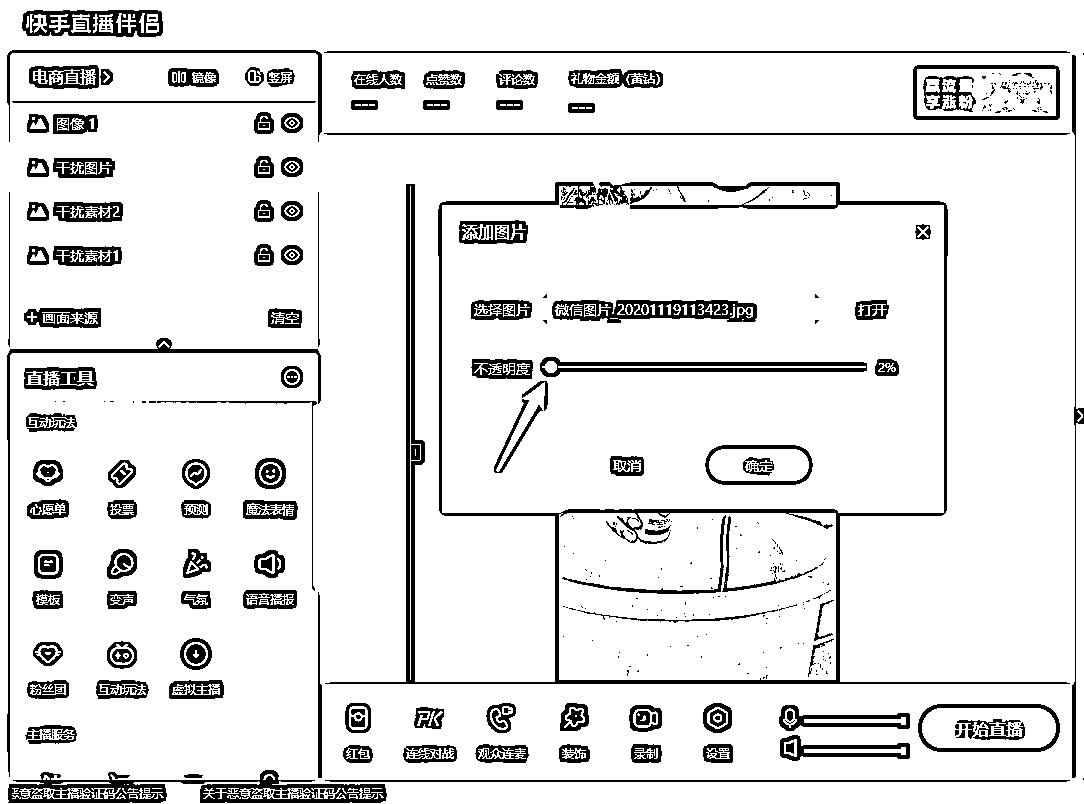 快手直播伴侣
电商直播 镜像 竖屏
在线人数 点赞数 评论数 礼物金额（黄钻）
图像1
干扰图片
干扰素材2
干扰素材1
画面来源 清空
添加图片
选择图片 微信图片_20201119113423.jpg 打开
不透明度 2%
取消 确定
直播工具
互动玩法
心愿单 投票 预测 魔法表情
模板 变声 气氛 语音播报
粉丝团 互动玩法 虚拟主播
主播服务
PK
红包 连线对战 观众连麦 装饰 录制 设置
开始直播
恶意盗取主播验证码公告提示 关于恶意盗取主播验证码公告提示